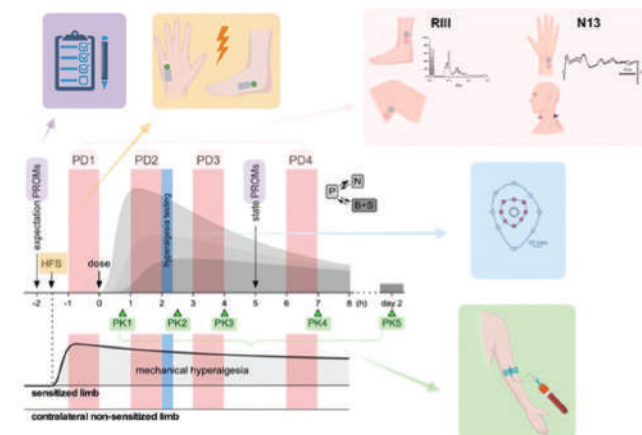 RIII
N13
PD1
PD2
PD3
PD4
expectation PROMs
HFS
dose
hyperalgesia testing
state PROMs
P
N
B+S
-2 -1 0 1 2 3 4 5 6 7 8 (h) day 2
PK1
PK2
PK3
PK4
PK5
mechanical hyperalgesia
sensitized limb
contralateral non-sensitized limb